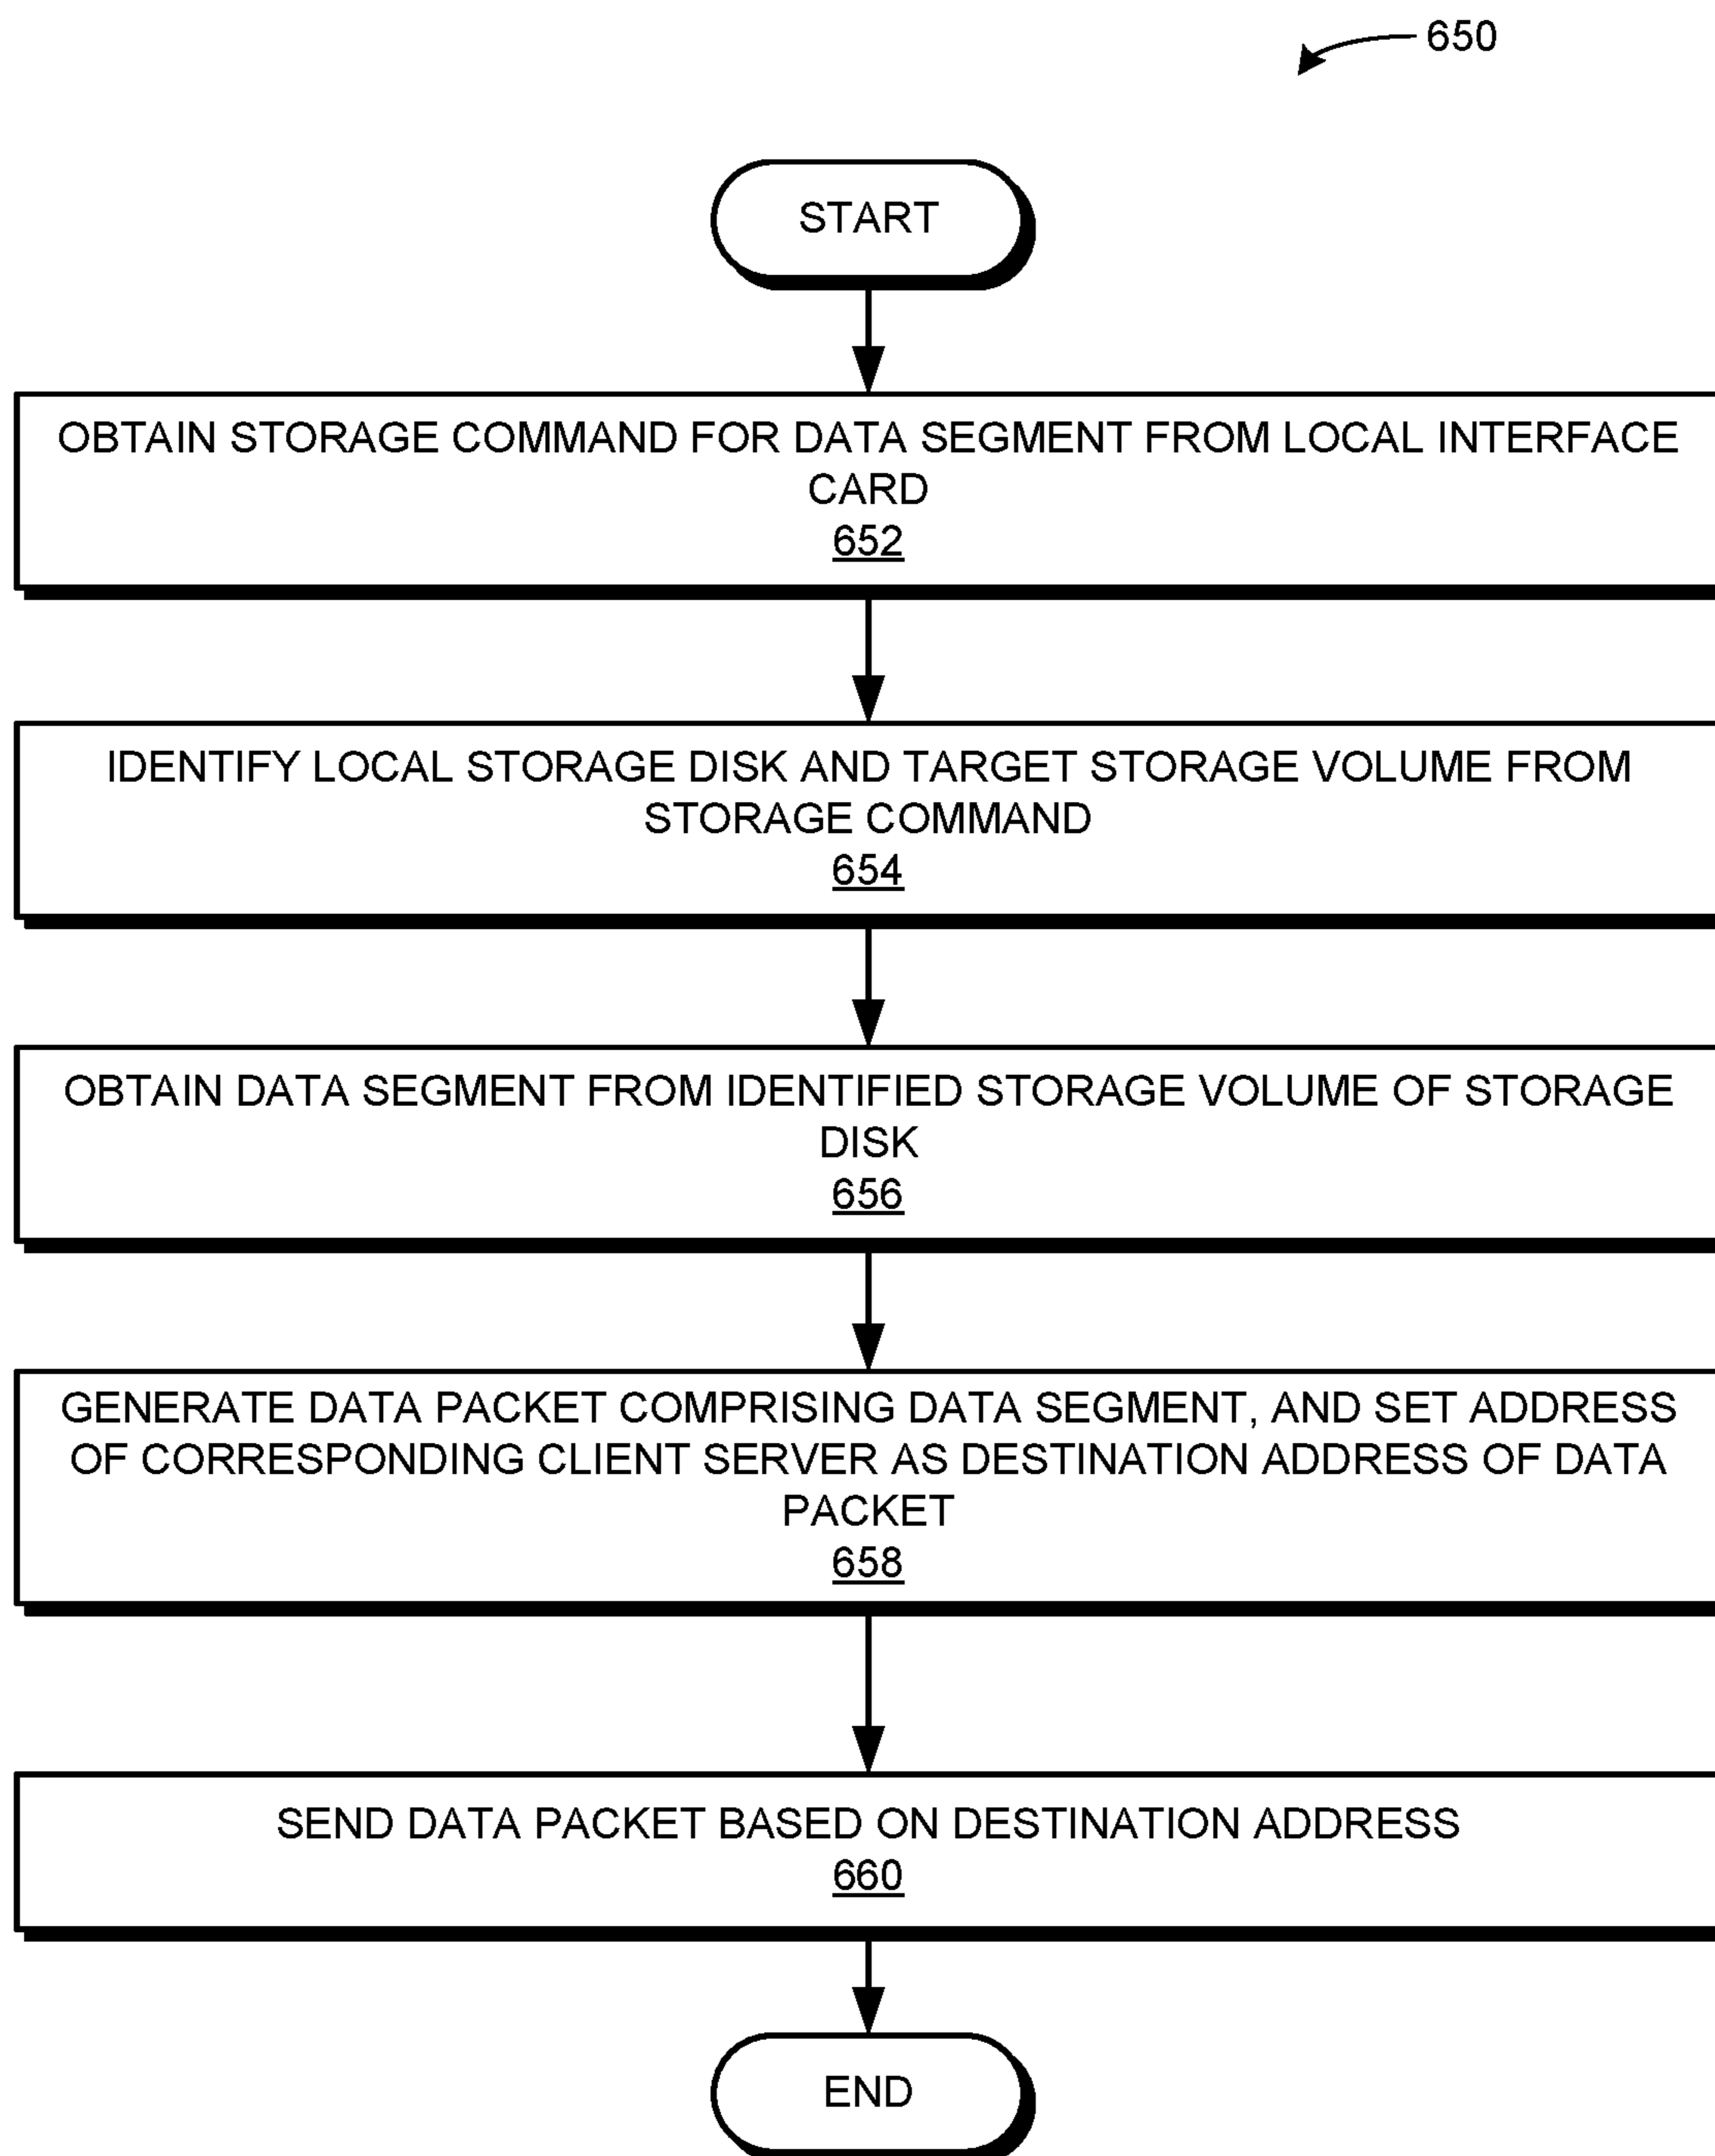 650
START
OBTAIN STORAGE COMMAND FOR DATA SEGMENT FROM LOCAL INTERFACE
CARD
652
IDENTIFY LOCAL STORAGE DISK AND TARGET STORAGE VOLUME FROM
STORAGE COMMAND
654
OBTAIN DATA SEGMENT FROM IDENTIFIED STORAGE VOLUME OF STORAGE
DISK
656
GENERATE DATA PACKET COMPRISING DATA SEGMENT, AND SET ADDRESS
OF CORRESPONDING CLIENT SERVER AS DESTINATION ADDRESS OF DATA
PACKET
658
SEND DATA PACKET BASED ON DESTINATION ADDRESS
660
END